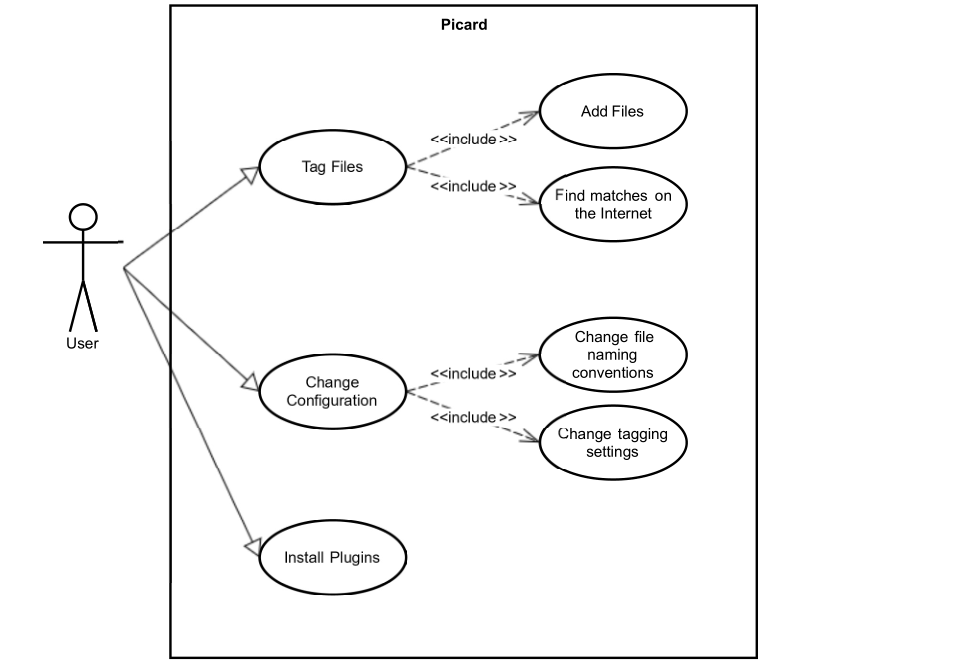 Picard
Add Files
<<include>>
Tag Files
<<include>>
Find matches on
the Internet
User
Change file
naming
conventions
<<include>>
Change
Configuration
<<include>>
Change tagging
settings
Install Plugins